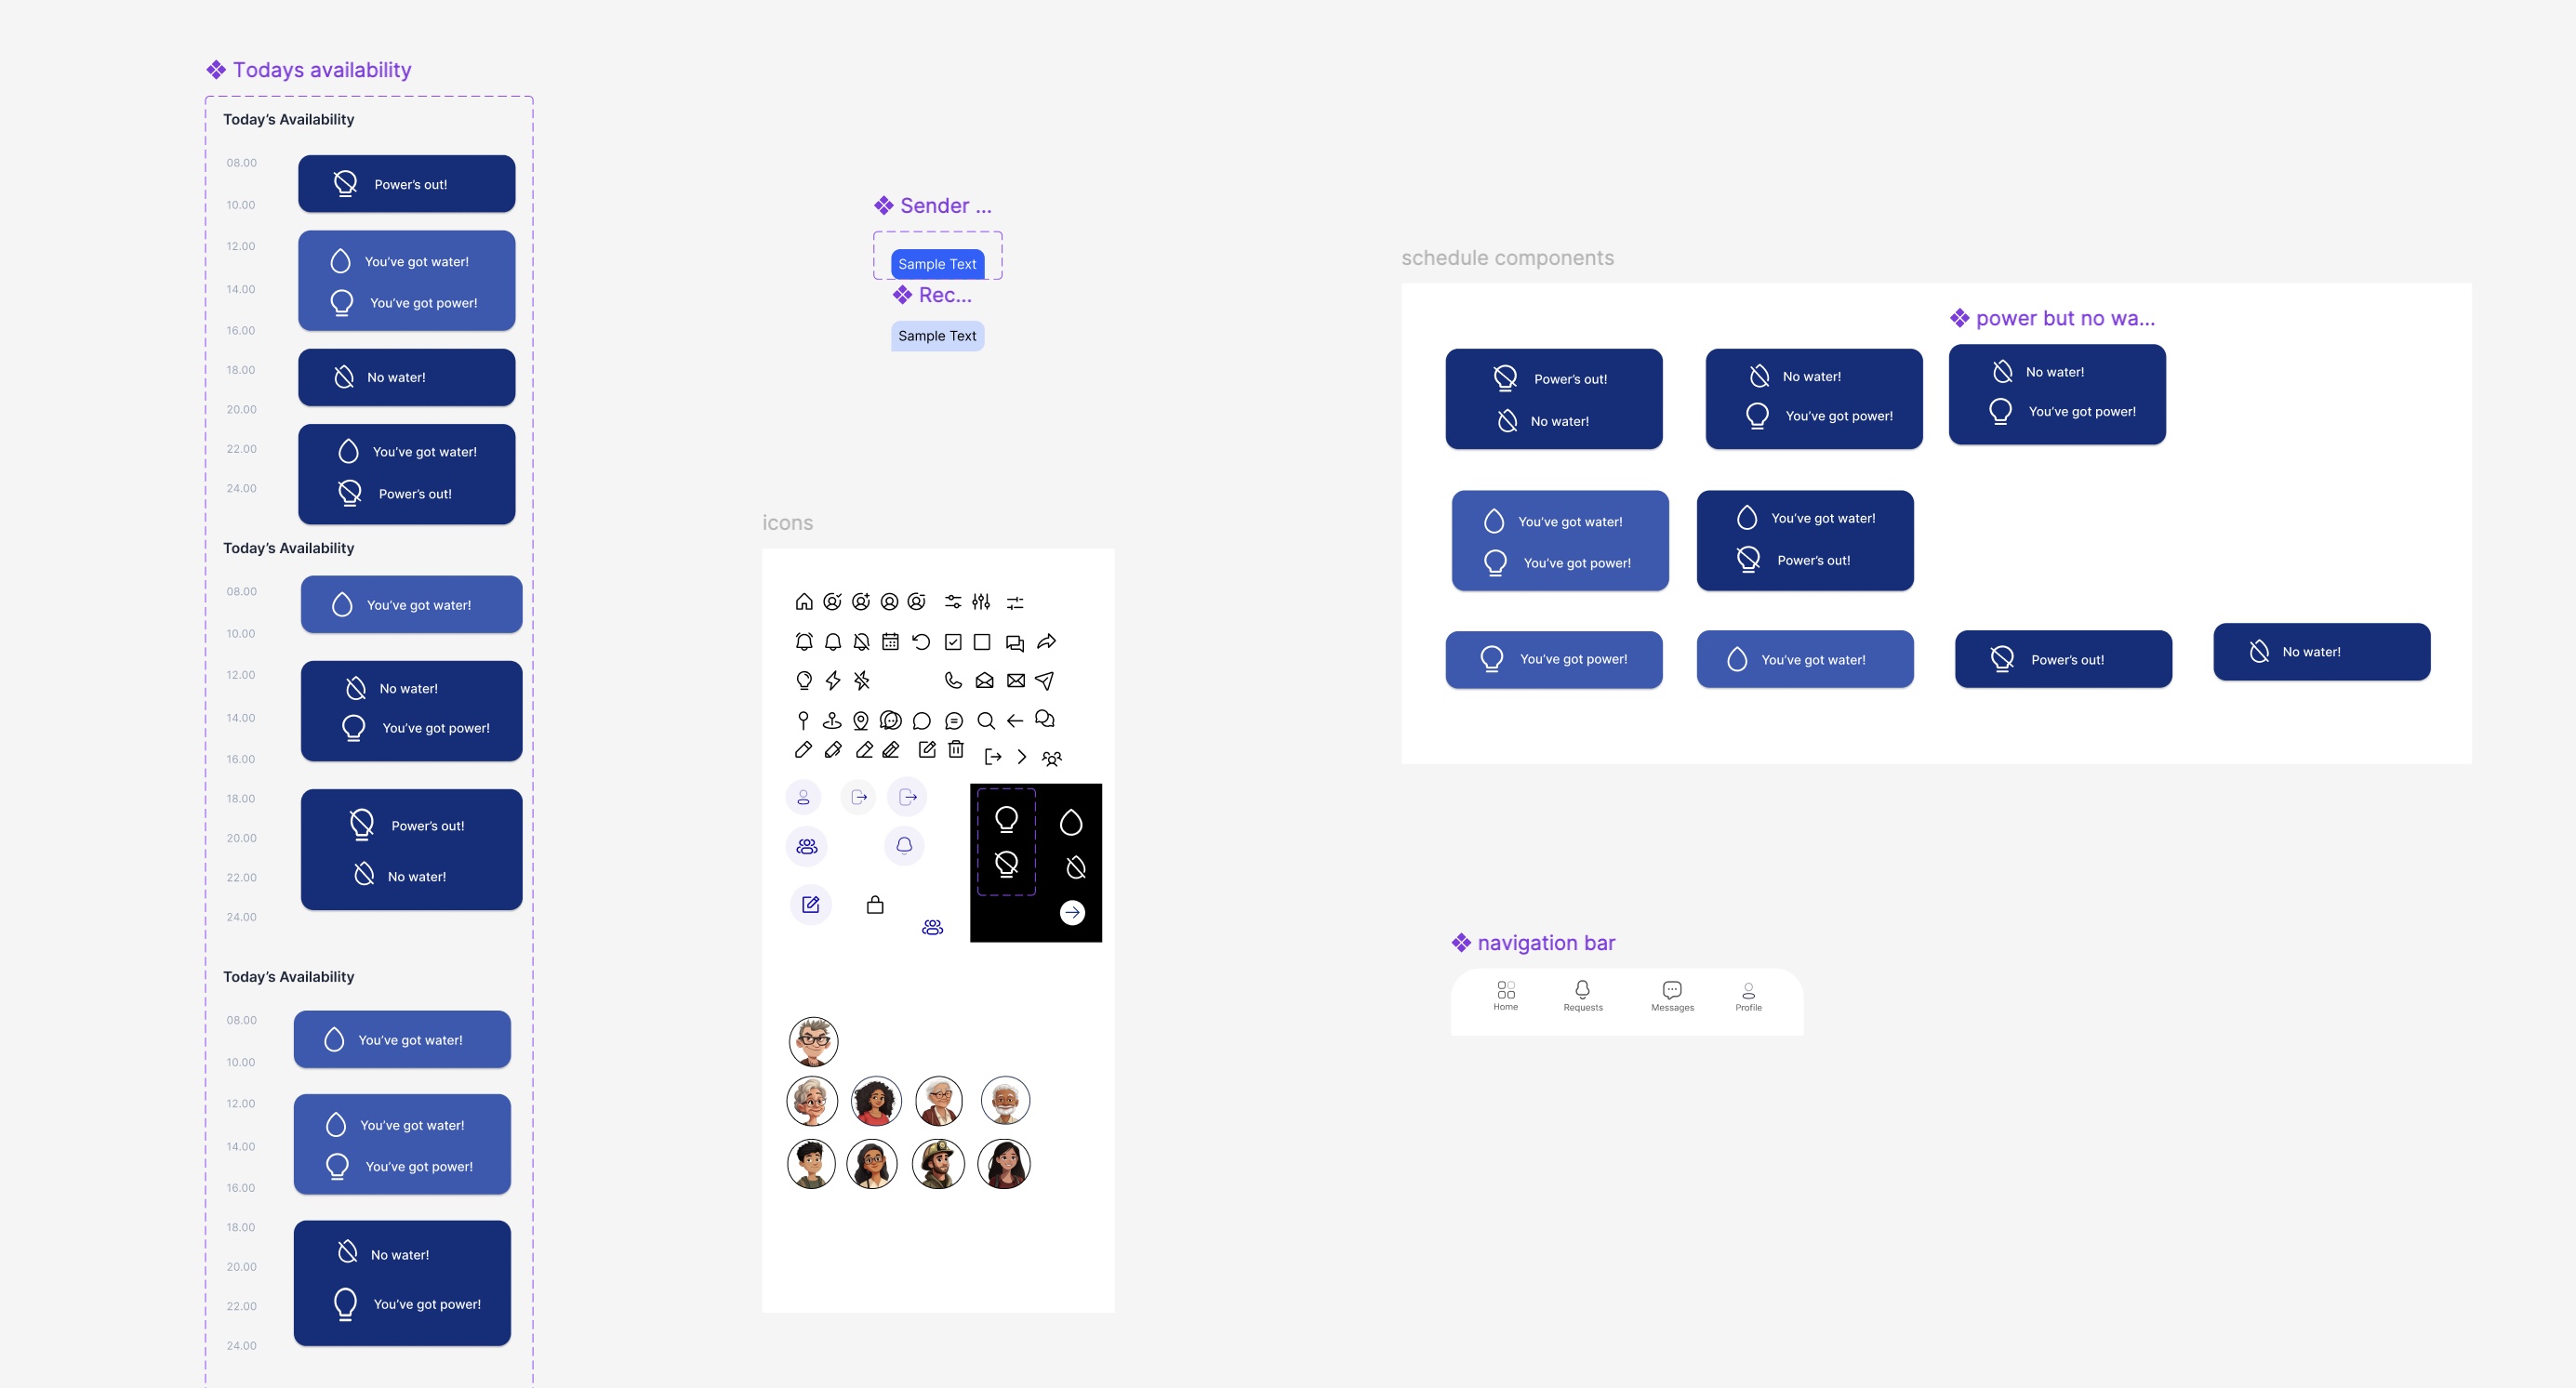 Todays availability
Today's Availability
08.00
Power's out!
10.00
12.00
You've got water!
14.00
You've got power!
16.00
18.00
No water!
20.00
22.00
You've got water!
24.00
Power's out!
Today's Availability
08.00
You've got water!
10.00
12.00
No water!
14.00
You've got power!
16.00
18.00
Power's out!
20.00
22.00
No water!
24.00
Today's Availability
08.00
You've got water!
10.00
12.00
You've got water!
14.00
You've got power!
16.00
18.00
No water!
20.00
22.00
You've got power!
24.00
Sender ...
Sample Text
Rec...
Sample Text
icons
schedule components
power but no wa...
Power's out!
No water!
No water!
You've got power!
No water!
You've got power!
You've got water!
You've got power!
You've got water!
Power's out!
You've got power!
You've got water!
Power's out!
No water!
navigation bar
Home
Requests
Messages
Profile